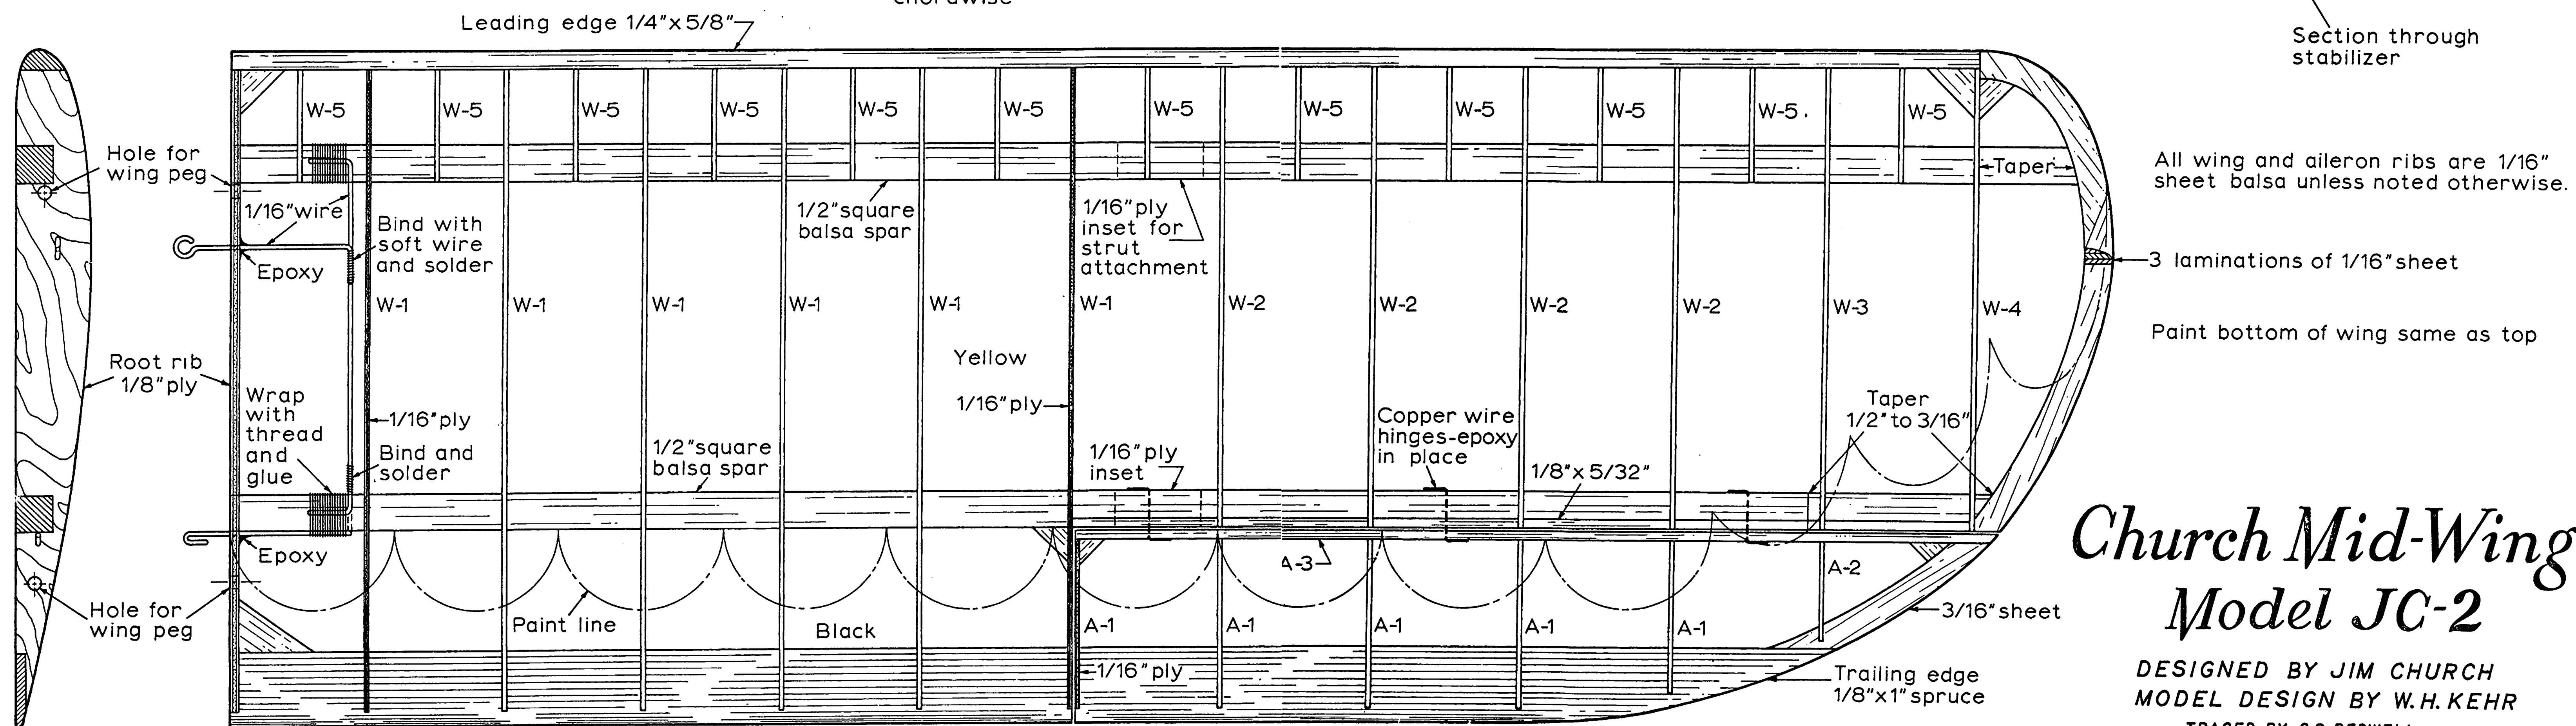 chordwise
Leading edge 1/4"x5/8"
Section through
stabilizer
W-5
W-5
W-5
W-5
W-5
W-5
W-5
W-5
W-5
W-5
W-5.
W-5
Hole for
wing peg
1/16"wire
Bind with
soft wire
and solder
Epoxy
1/2"square
balsa spar
1/16"ply
inset for
strut
attachment
Taper
All wing and aileron ribs are 1/16"
sheet balsa unless noted otherwise.
3 laminations of 1/16"sheet
W-1
W-1
W-1
W-1
W-1
W-1
W-2
W-2
W-2
W-2
W-3
W-4
Paint bottom of wing same as top
Root rib
1/8"ply
Yellow
1/16"ply
Wrap
with
thread
and
glue
1/16"ply
Bind and
solder
1/2"square
balsa spar
1/16"ply
inset
Copper wire
hinges-epoxy
in place
1/8"x5/32"
Taper
1/2"to3/16"
Epoxy
A-3
A-2
Hole for
wing peg
Paint line
Black
A-1
A-1
A-1
A-1
A-1
3/16"sheet
1/16"ply
Trailing edge
1/8"x1"spruce
Church Mid-Wing
Model JC-2
DESIGNED BY JIM CHURCH
MODEL DESIGN BY W.H.KEHR
TRACED BY